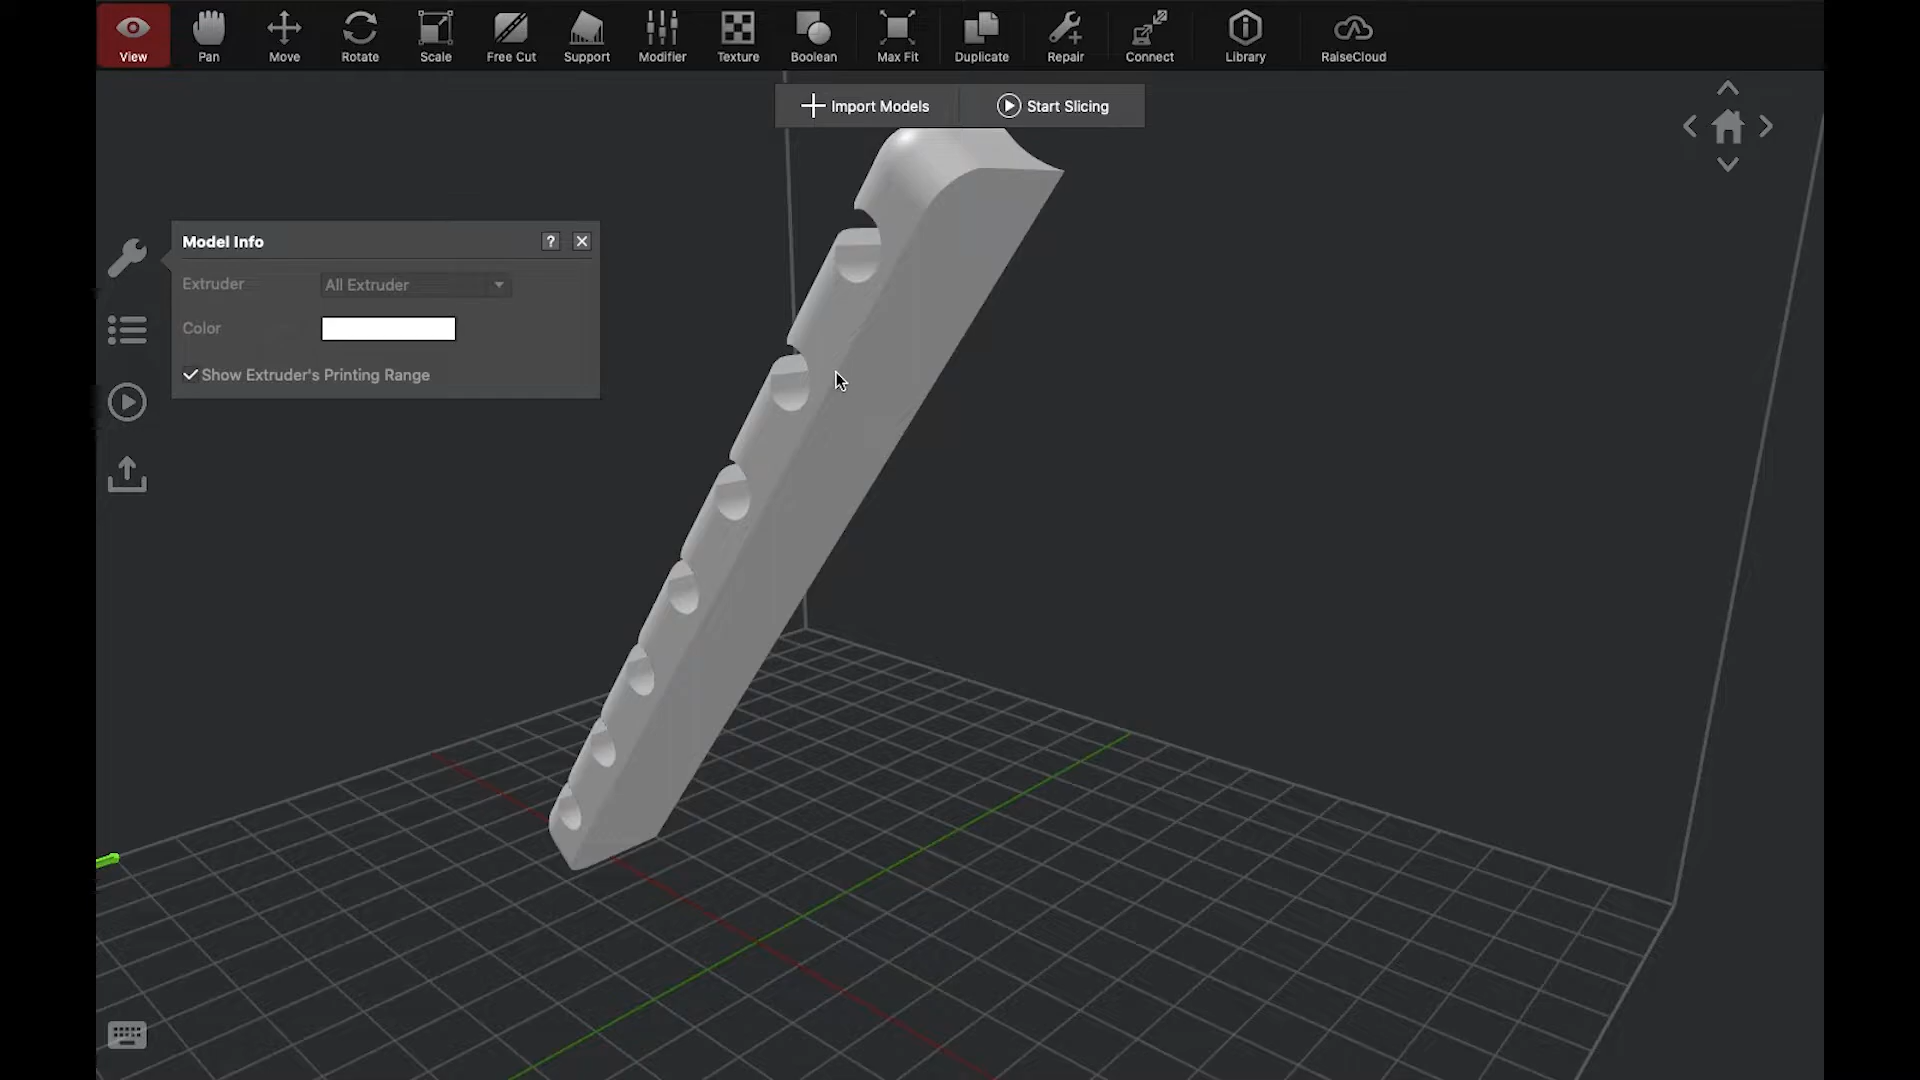 View Pan Move Rotate Scale Free Cut Support Modifier Texture Boolean Max Fit Duplicate Repair Connect Library RaiseCloud
Import Models Start Slicing
Model Info ?
Extruder All Extruder
Color
Show Extruder's Printing Range